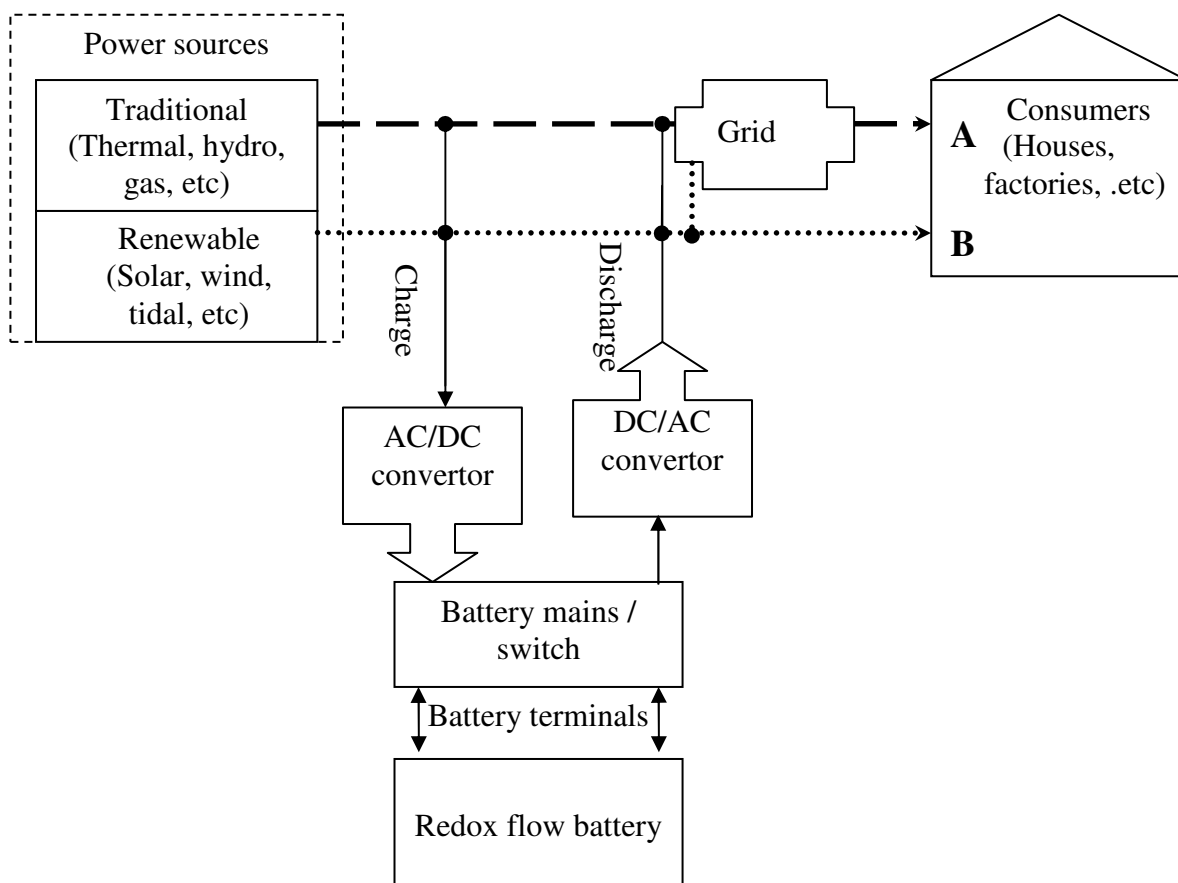 Power sources
Traditional
(Thermal, hydro,
gas, etc)
Renewable
(Solar, wind,
tidal, etc)
Grid
A
Consumers
(Houses,
factories, .etc)
B
Charge
Discharge
AC/DC
convertor
DC/AC
convertor
Battery mains /
switch
Battery terminals
Redox flow battery